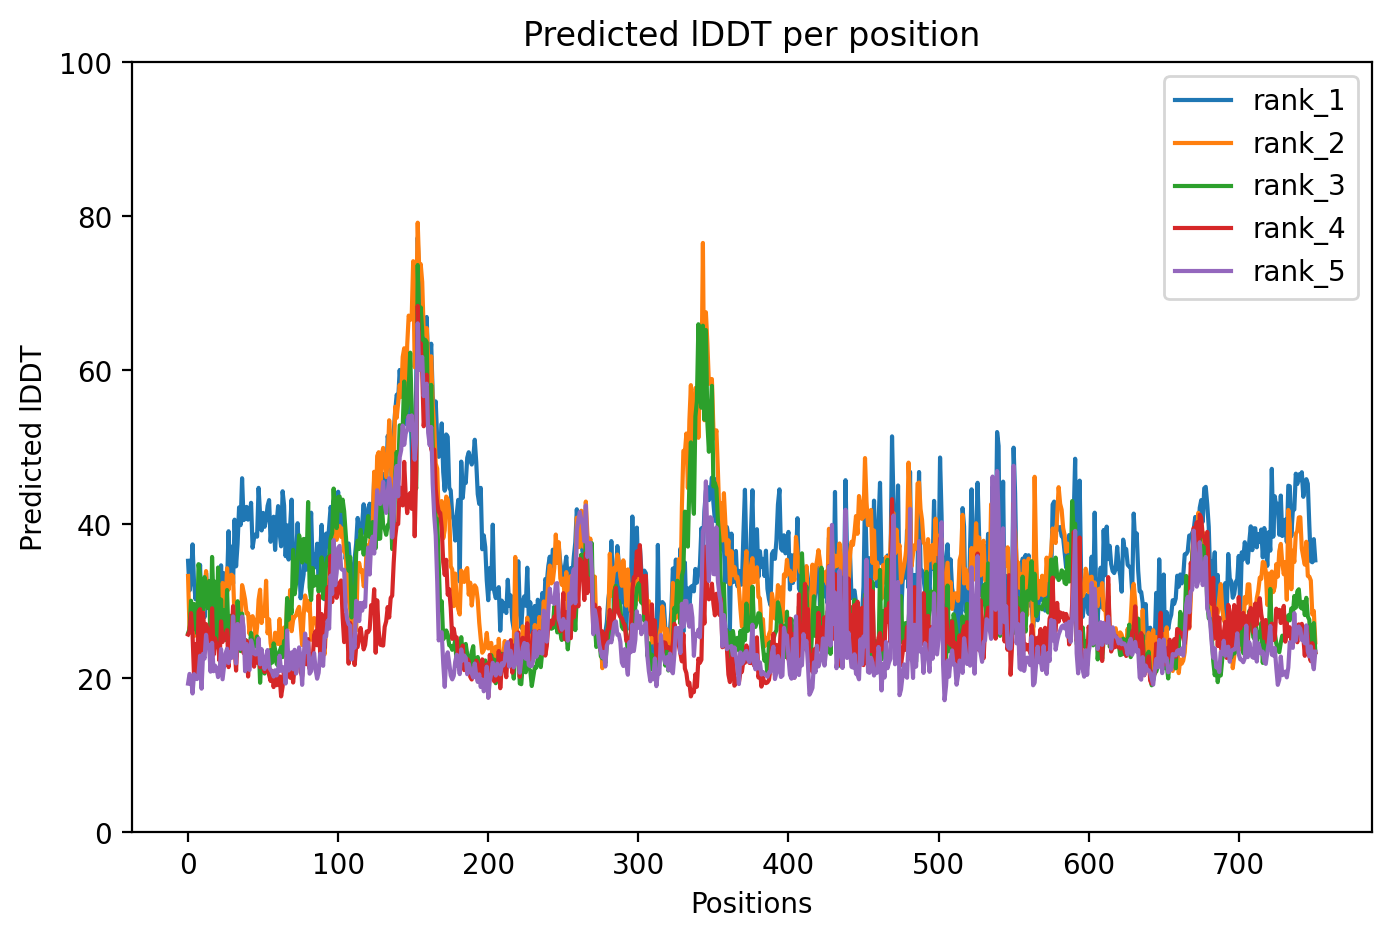 Predicted lDDT per position
100
80
60
40
20
0
Predicted lDDT
rank_1
rank_2
rank_3
rank_4
rank_5
0 100 200 300 400 500 600 700
Positions